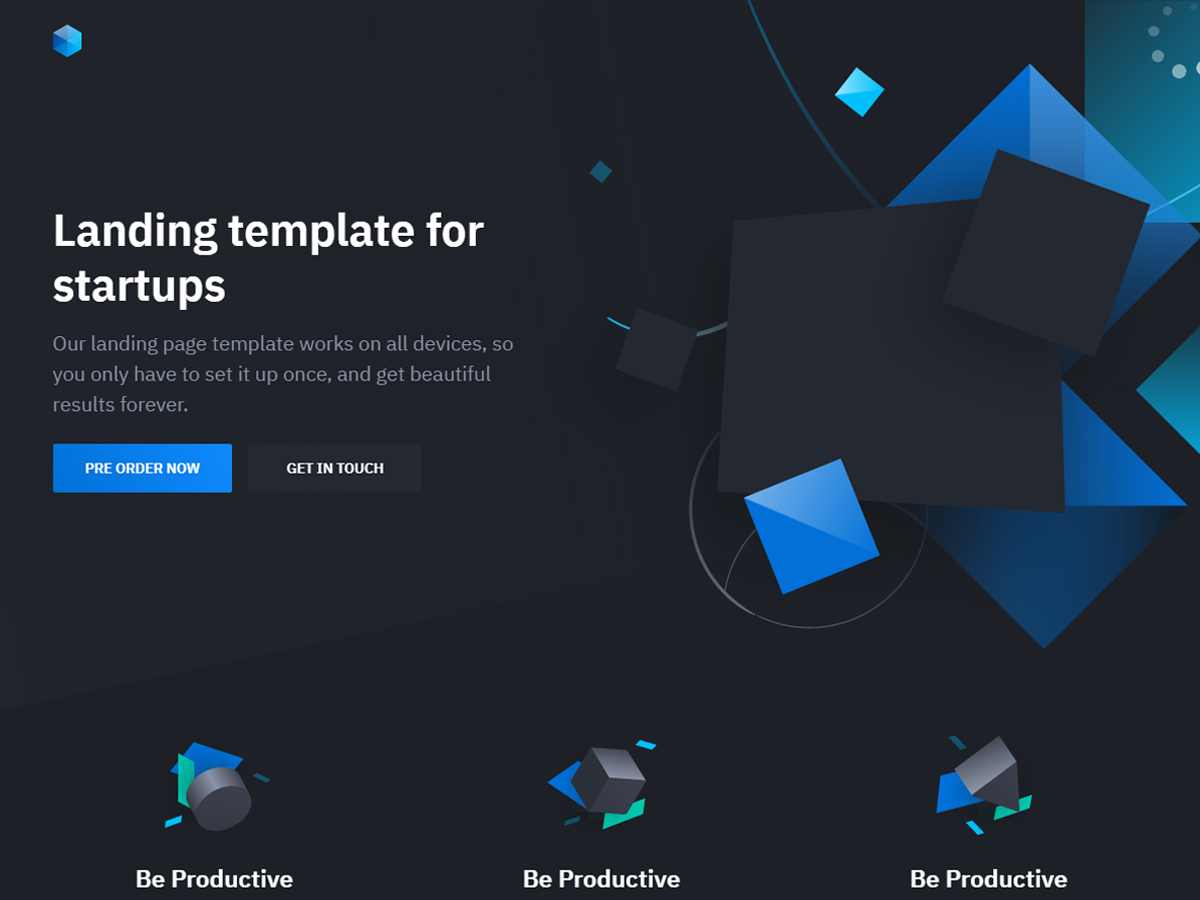 Landing template for
startups
Our landing page template works on all devices, so
you only have to set it up once, and get beautiful
results forever.
PRE ORDER NOW
GET IN TOUCH
Be Productive
Be Productive
Be Productive